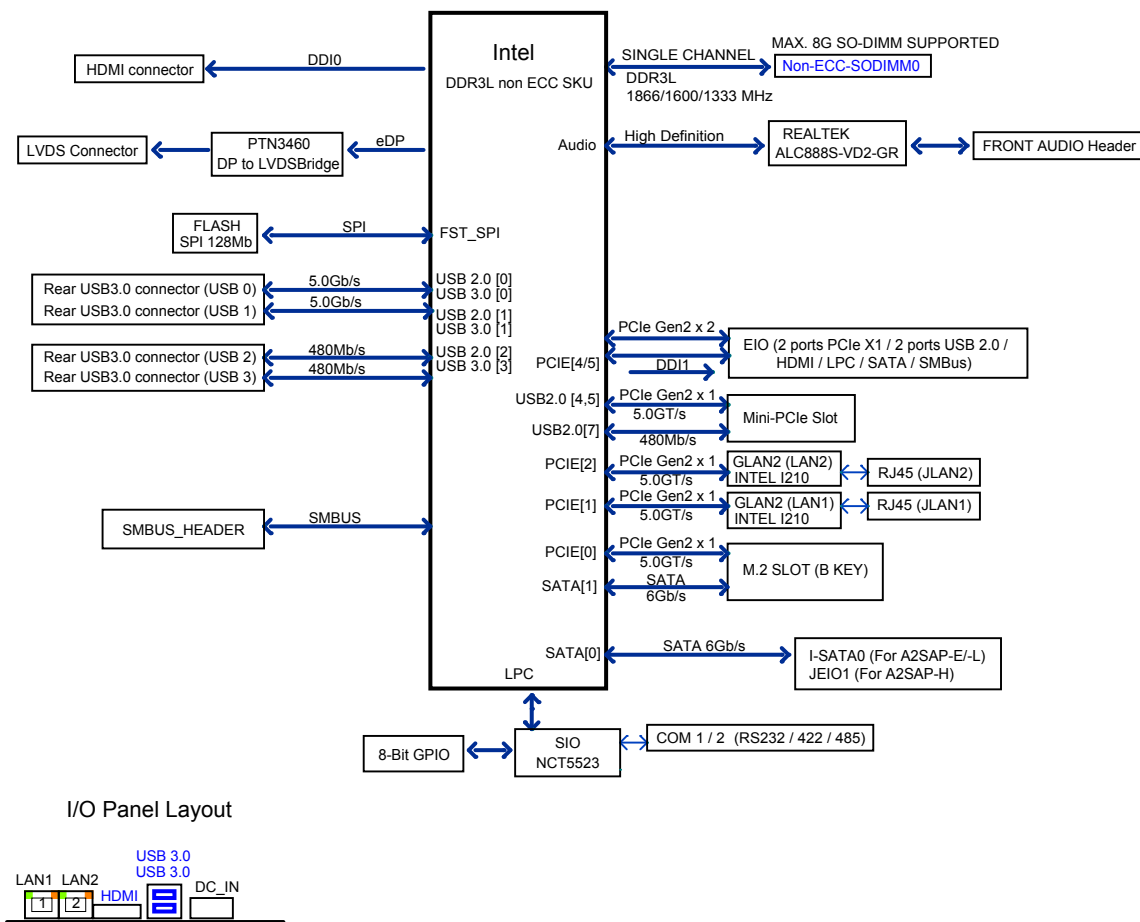 Intel
DDR3L non ECC SKU
HDMI connector
DDI0
SINGLE CHANNEL
DDR3L
1866/1600/1333 MHz
MAX. 8G SO-DIMM SUPPORTED
Non-ECC-SODIMM0
LVDS Connector
PTN3460
DP to LVDSBridge
eDP
Audio
High Definition
REALTEK
ALC888S-VD2-GR
FRONT AUDIO Header
FLASH
SPI 128Mb
SPI
FST_SPI
Rear USB3.0 connector (USB 0)
Rear USB3.0 connector (USB 1)
5.0Gb/s
5.0Gb/s
USB 2.0 [0]
USB 3.0 [0]
USB 2.0 [1]
USB 3.0 [1]
Rear USB3.0 connector (USB 2)
Rear USB3.0 connector (USB 3)
480Mb/s
480Mb/s
USB 2.0 [2]
USB 3.0 [3]
PCIE[4/5]
PCIe Gen2 x 2
DDI1
EIO (2 ports PCIe X1 / 2 ports USB 2.0 /
HDMI / LPC / SATA / SMBus)
USB2.0 [4,5]
PCIe Gen2 x 1
5.0GT/s
USB2.0[7]
480Mb/s
Mini-PCIe Slot
PCIE[2]
PCIe Gen2 x 1
5.0GT/s
GLAN2 (LAN2)
INTEL I210
RJ45 (JLAN2)
PCIE[1]
PCIe Gen2 x 1
5.0GT/s
GLAN2 (LAN1)
INTEL I210
RJ45 (JLAN1)
SMBUS_HEADER
SMBUS
PCIE[0]
PCIe Gen2 x 1
5.0GT/s
SATA[1]
SATA
6Gb/s
M.2 SLOT (B KEY)
SATA[0]
SATA 6Gb/s
I-SATA0 (For A2SAP-E/-L)
JEIO1 (For A2SAP-H)
LPC
8-Bit GPIO
SIO
NCT5523
COM 1 / 2 (RS232 / 422 / 485)
I/O Panel Layout
USB 3.0
USB 3.0
LAN1 LAN2
HDMI
DC_IN
1 2